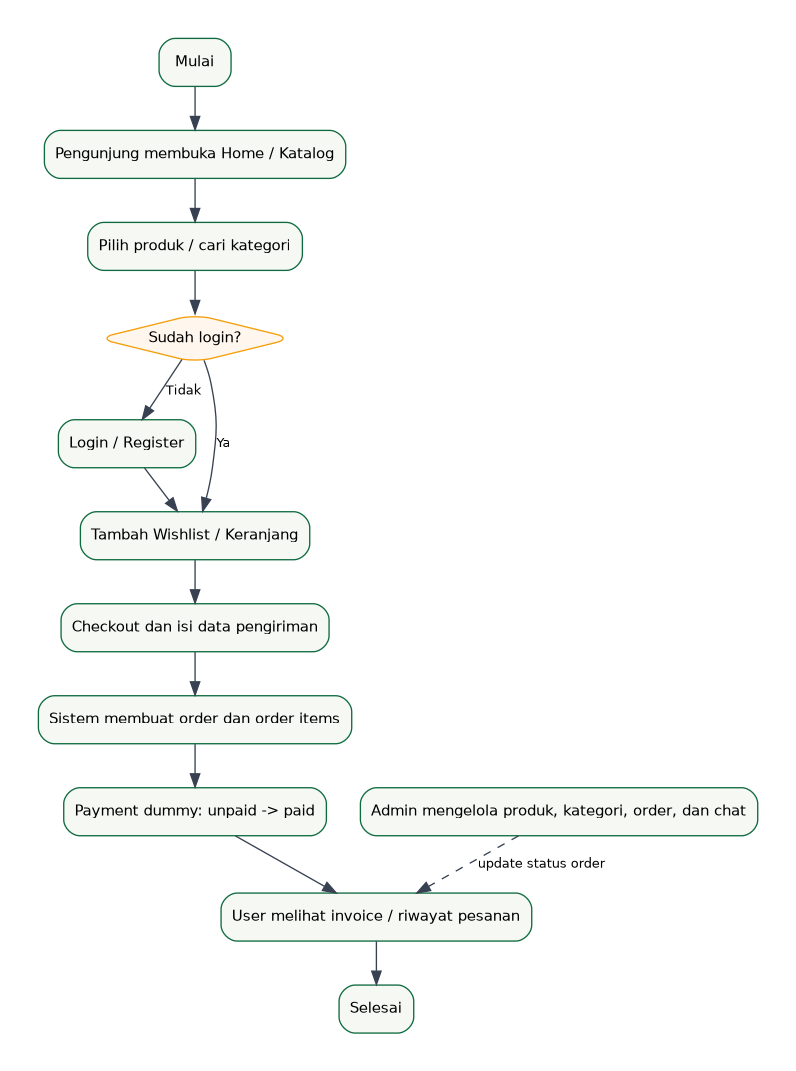 Mulai
Pengunjung membuka Home / Katalog
Pilih produk / cari kategori
Sudah login?
Tidak
Login / Register
Ya
Tambah Wishlist / Keranjang
Checkout dan isi data pengiriman
Sistem membuat order dan order items
Payment dummy: unpaid -> paid
Admin mengelola produk, kategori, order, dan chat
update status order
User melihat invoice / riwayat pesanan
Selesai